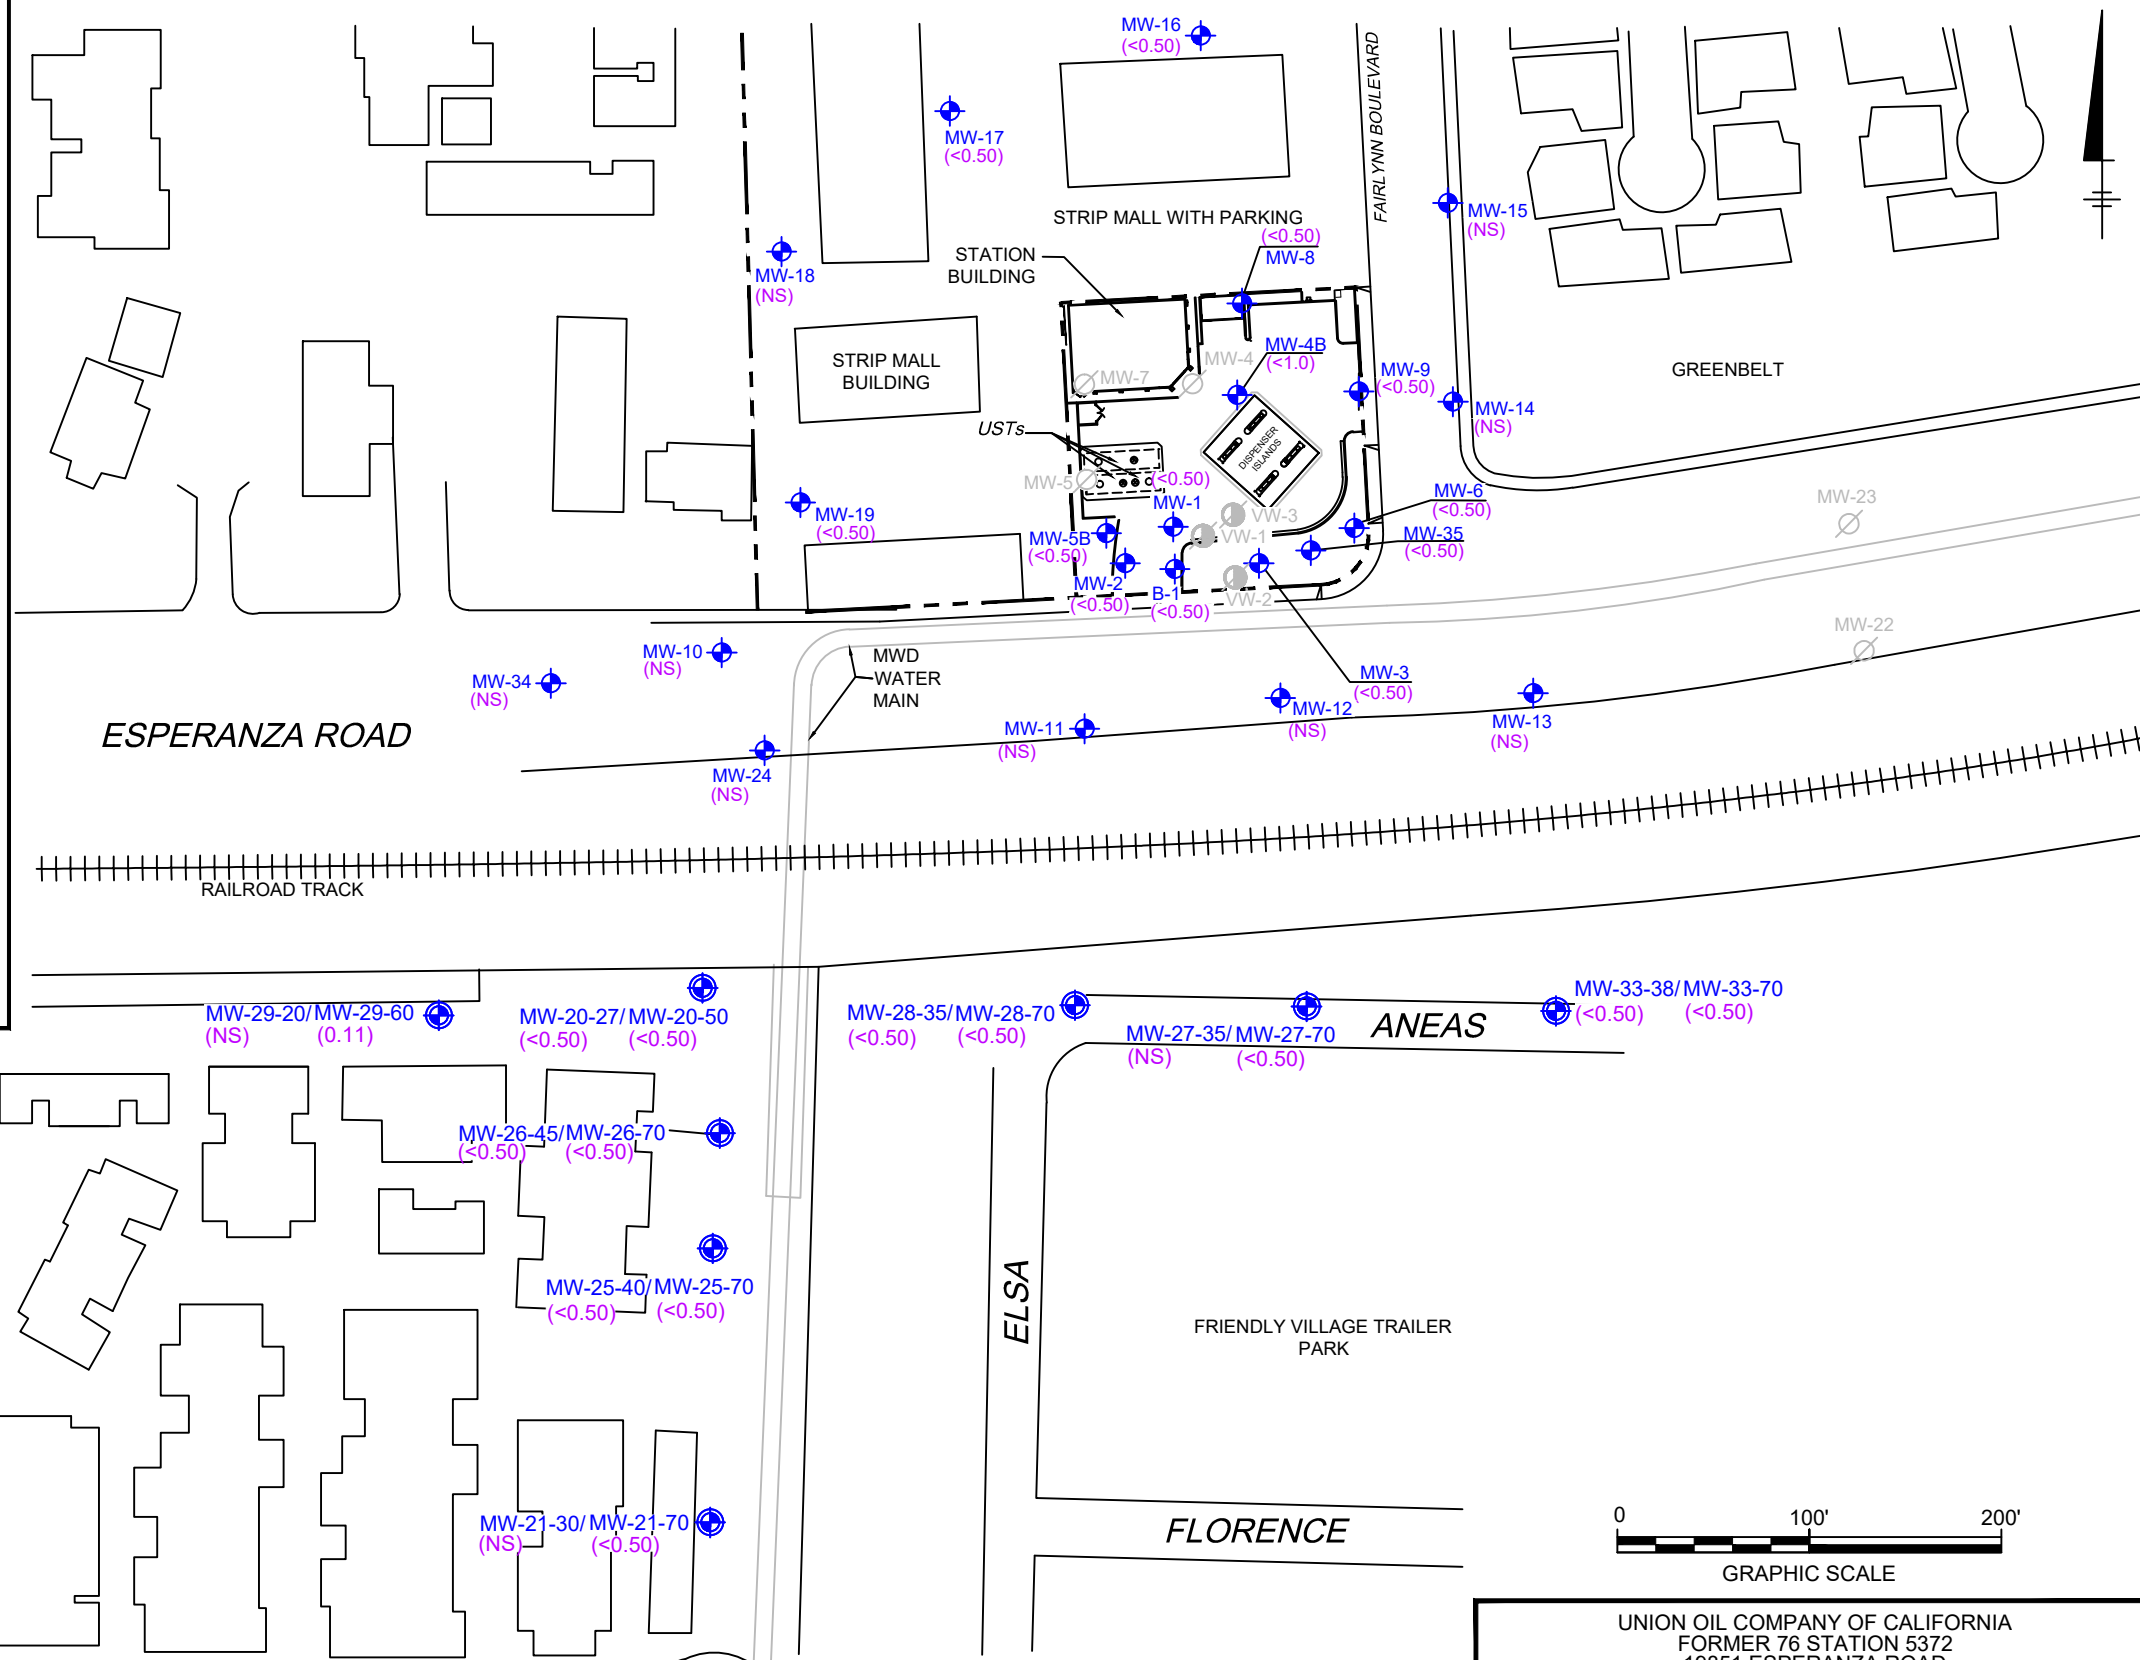 MW-16
(<0.50)
FAIRLYNN BOULEVARD
MW-17
(<0.50)
MW-15
(NS)
STRIP MALL WITH PARKING
(<0.50)
MW-8
STATION
BUILDING
MW-18
(NS)
STRIP MALL
BUILDING
MW-4
MW-4B
(<1.0)
MW-7
MW-9
(<0.50)
GREENBELT
MW-14
(NS)
USTs
DISPENSER
ISLANDS
MW-5
(<0.50)
MW-1
MW-6
(<0.50)
MW-23
MW-19
(<0.50)
VW-3
VW-1
MW-5B
(<0.50)
MW-35
(<0.50)
MW-2
(<0.50)
B-1
(<0.50)
VW-2
MW-22
MW-10
(NS)
MWD
WATER
MAIN
MW-34
(NS)
MW-3
(<0.50)
ESPERANZA ROAD
MW-11
(NS)
MW-12
(NS)
MW-13
(NS)
MW-24
(NS)
RAILROAD TRACK
MW-29-20/MW-29-60
(NS) (0.11)
MW-20-27/MW-20-50
(<0.50) (<0.50)
MW-28-35/MW-28-70
(<0.50) (<0.50)
MW-27-35/MW-27-70
(NS) (<0.50)
ANEAS
MW-33-38/MW-33-70
(<0.50) (<0.50)
MW-26-45/MW-26-70
(<0.50) (<0.50)
MW-25-40/MW-25-70
(<0.50) (<0.50)
ELSA
FRIENDLY VILLAGE TRAILER
PARK
MW-21-30/MW-21-70
(NS) (<0.50)
FLORENCE
0 100' 200'
GRAPHIC SCALE
UNION OIL COMPANY OF CALIFORNIA
FORMER 76 STATION 5372
19851 ESPERANZA ROAD